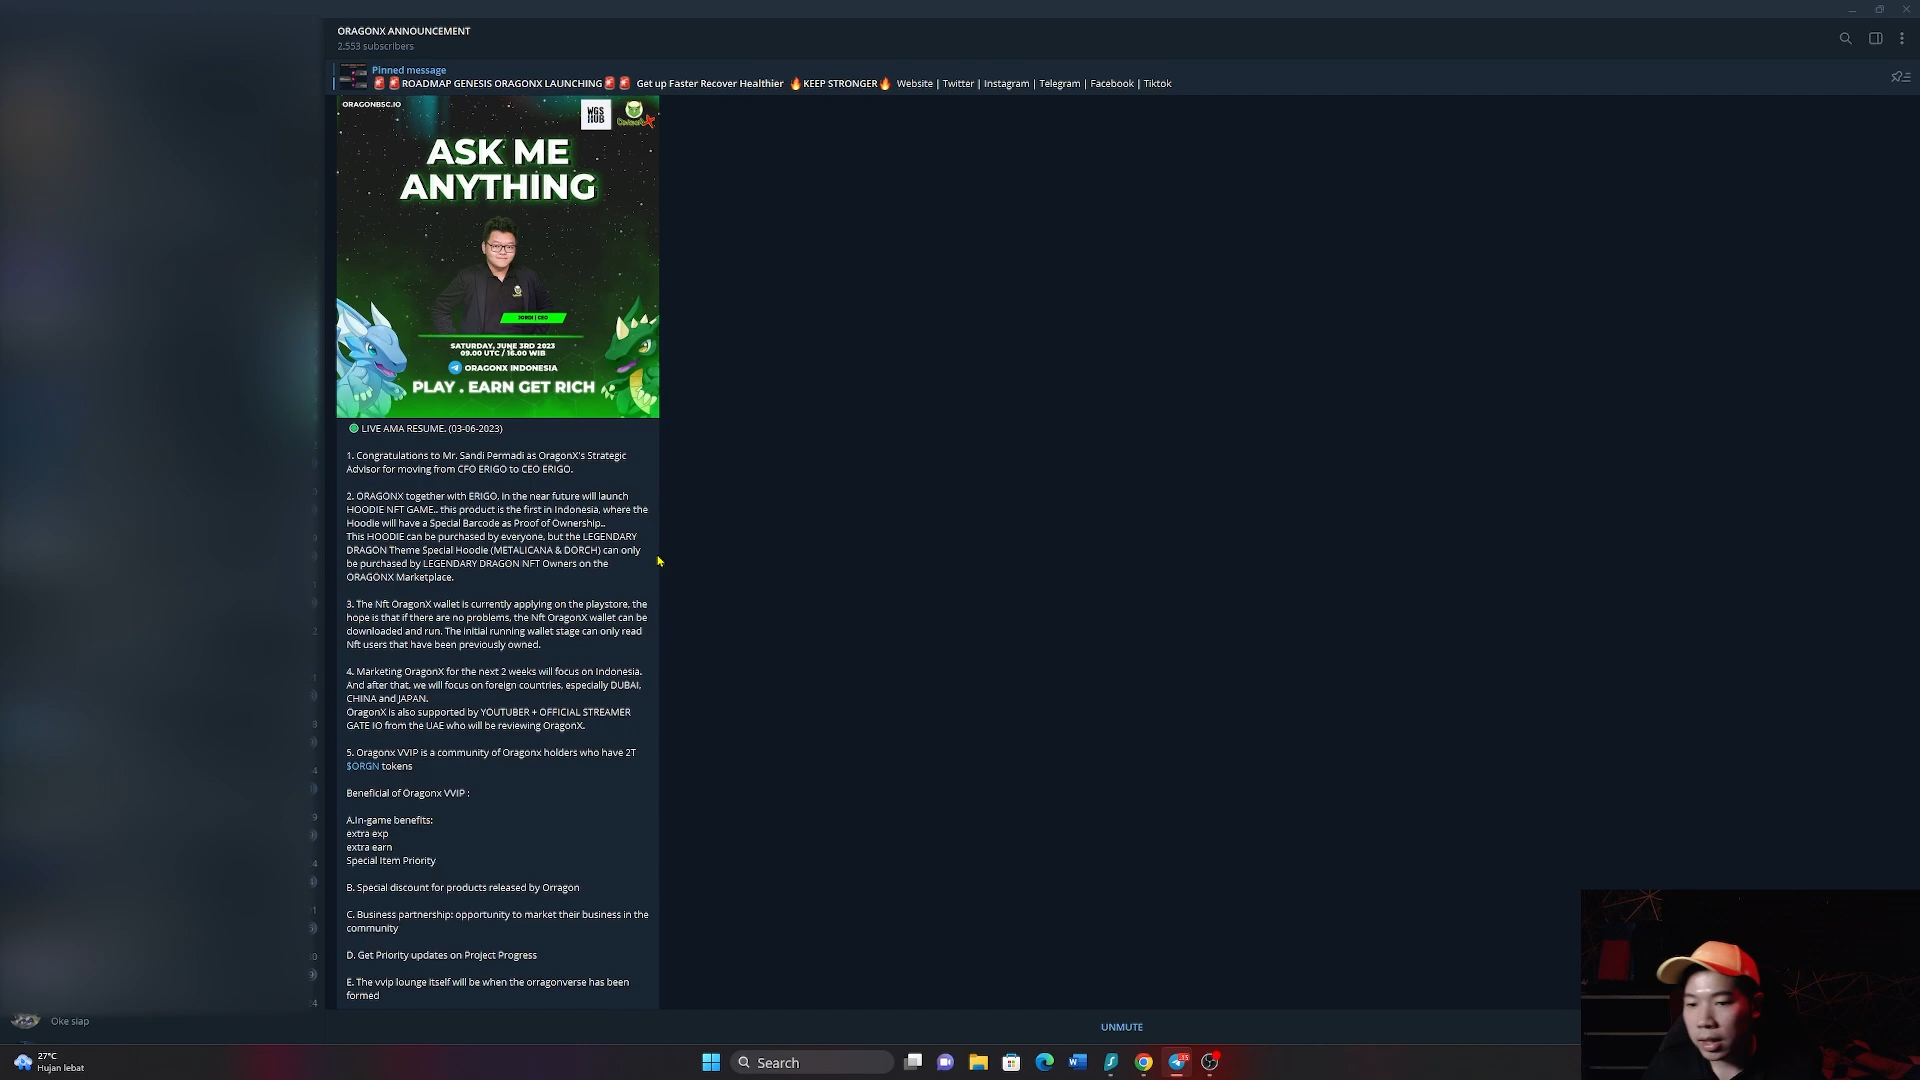 ORAGONX ANNOUNCEMENT
2.553 subscribers
Pinned message
🚨🚨ROADMAP GENESIS ORAGONX LAUNCHING🚨🚨 Get up Faster Recover Healthier 🔥KEEP STRONGER🔥 Website | Twitter | Instagram | Telegram | Facebook | Tiktok
ORAGONBSC.IO
WGS
HUB
ASK ME
ANYTHING
JORDI | CEO
SATURDAY, JUNE 3RD 2023
09.00 UTC / 16.00 WIB
ORAGONX INDONESIA
PLAY . EARN GET RICH
🟢 LIVE AMA RESUME. (03-06-2023)
1. Congratulations to Mr. Sandi Permadi as OragonX's Strategic
Advisor for moving from CFO ERIGO to CEO ERIGO.
2. ORAGONX together with ERIGO, in the near future will launch
HOODIE NFT GAME.. this product is the first in Indonesia, where the
Hoodie will have a Special Barcode as Proof of Ownership..
This HOODIE can be purchased by everyone, but the LEGENDARY
DRAGON Theme Special Hoodie (METALICANA & DORCH) can only
be purchased by LEGENDARY DRAGON NFT Owners on the
ORAGONX Marketplace.
3. The Nft OragonX wallet is currently applying on the playstore, the
hope is that if there are no problems, the Nft OragonX wallet can be
downloaded and run. The initial running wallet stage can only read
Nft users that have been previously owned.
4. Marketing OragonX for the next 2 weeks will focus on Indonesia.
And after that, we will focus on foreign countries, especially DUBAI,
CHINA and JAPAN.
OragonX is also supported by YOUTUBER + OFFICIAL STREAMER
GATE IO from the UAE who will be reviewing OragonX.
5. Oragonx VVIP is a community of Oragonx holders who have 2T
$ORGN tokens
Beneficial of Oragonx VVIP :
A.In-game benefits:
extra exp
extra earn
Special Item Priority
B. Special discount for products released by Orragon
C. Business partnership: opportunity to market their business in the
community
D. Get Priority updates on Project Progress
E. The vvip lounge itself will be when the orragonverse has been
formed
Oke siap
UNMUTE
27°C
Hujan lebat
Search